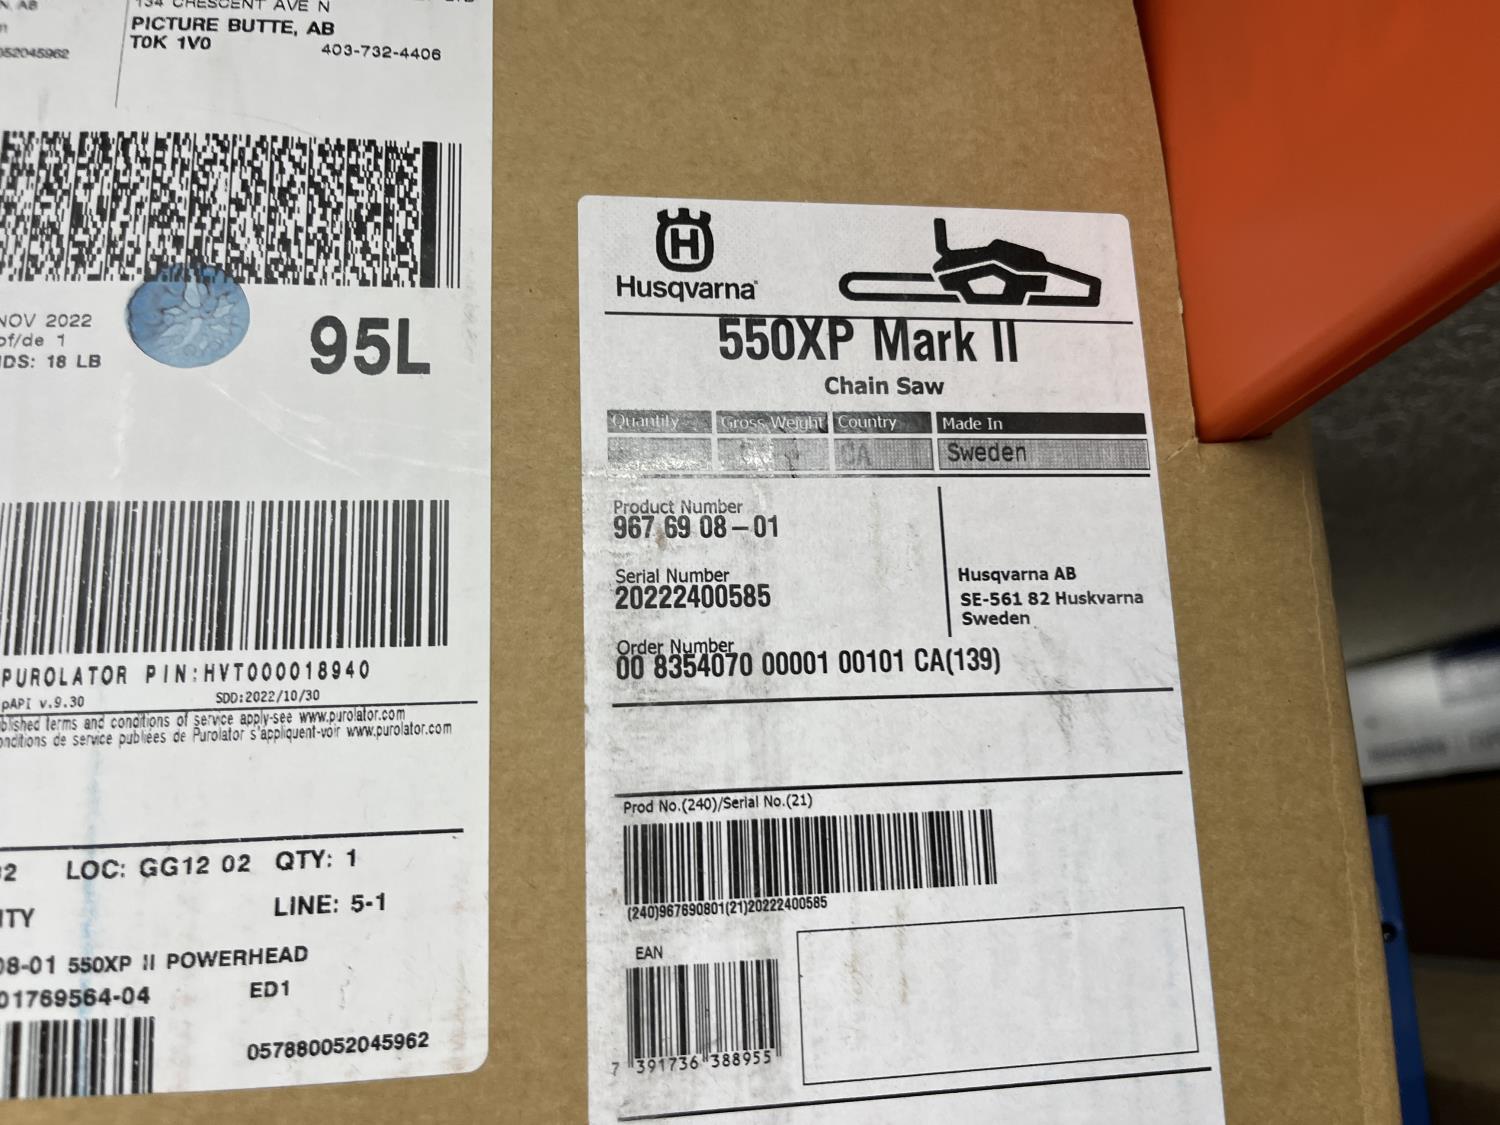 134 CRESCENT AVE N
PICTURE BUTTE, AB
T0K 1V0 403-732-4406
052045962
NOV 2022
of/de 1
18 LB
95L
PUROLATOR PIN:HVT000018940
pAPI v.9.30 SDD:2022/10/30
terms and conditions of service apply-see www.purolator.com
de service publiées de Purolator s'appliquent-voir www.purolator.com
LOC: GG12 02 QTY: 1
LINE: 5-1
08-01 550XP II POWERHEAD
01769564-04 ED1
057880052045962
H
Husqvarna
550XP Mark II
Chain Saw
Quantity Gross Weight Country Made In
CA Sweden
Product Number
967 69 08-01
Serial Number
20222400585
Order Number
00 8354070 00001 00101 CA(139)
Husqvarna AB
SE-561 82 Huskvarna
Sweden
Prod No.(240)/Serial No.(21)
(240)967690801(21)20222400585
EAN
7 391736 388955